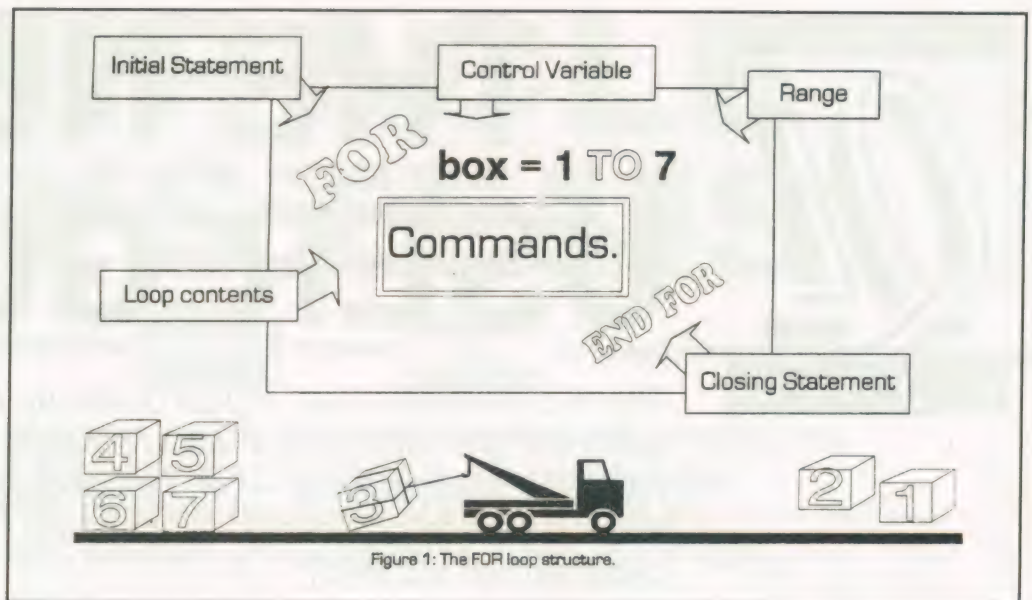 Initial Statement
Control Variable
Range
FOR
box = 1 TO 7
Commands.
Loop contents
END FOR
Closing Statement
4 5
6 7
3
2
1
Figure 1: The FOR loop structure.